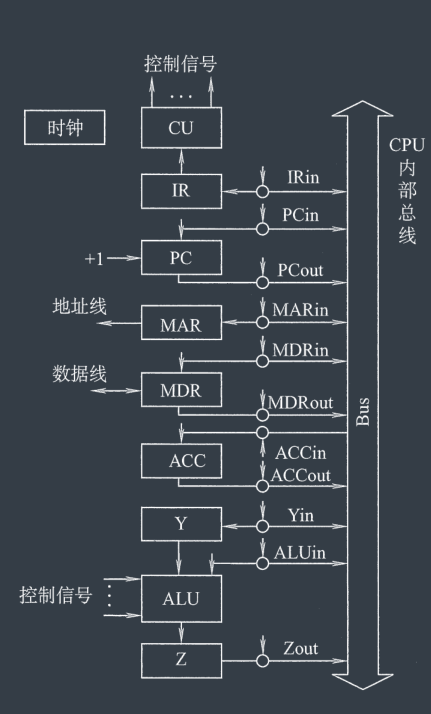 控制信号
时钟
CU
CPU
内
部
总
线
IR
IRin
PCin
+1
PC
PCout
地址线
MAR
MARin
MDRin
数据线
MDR
MDRout
Bus
ACC
ACCin
ACCout
Y
Yin
ALUin
控制信号
ALU
Z
Zout